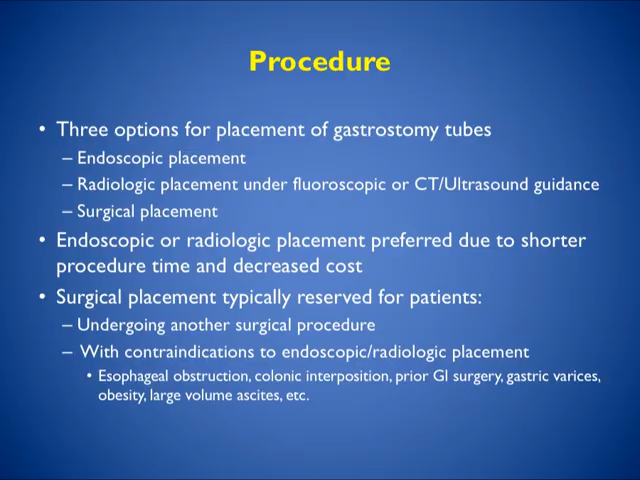 Procedure
• Three options for placement of gastrostomy tubes
– Endoscopic placement
– Radiologic placement under fluoroscopic or CT/Ultrasound guidance
– Surgical placement
• Endoscopic or radiologic placement preferred due to shorter
procedure time and decreased cost
• Surgical placement typically reserved for patients:
– Undergoing another surgical procedure
– With contraindications to endoscopic/radiologic placement
• Esophageal obstruction, colonic interposition, prior GI surgery, gastric varices,
obesity, large volume ascites, etc.